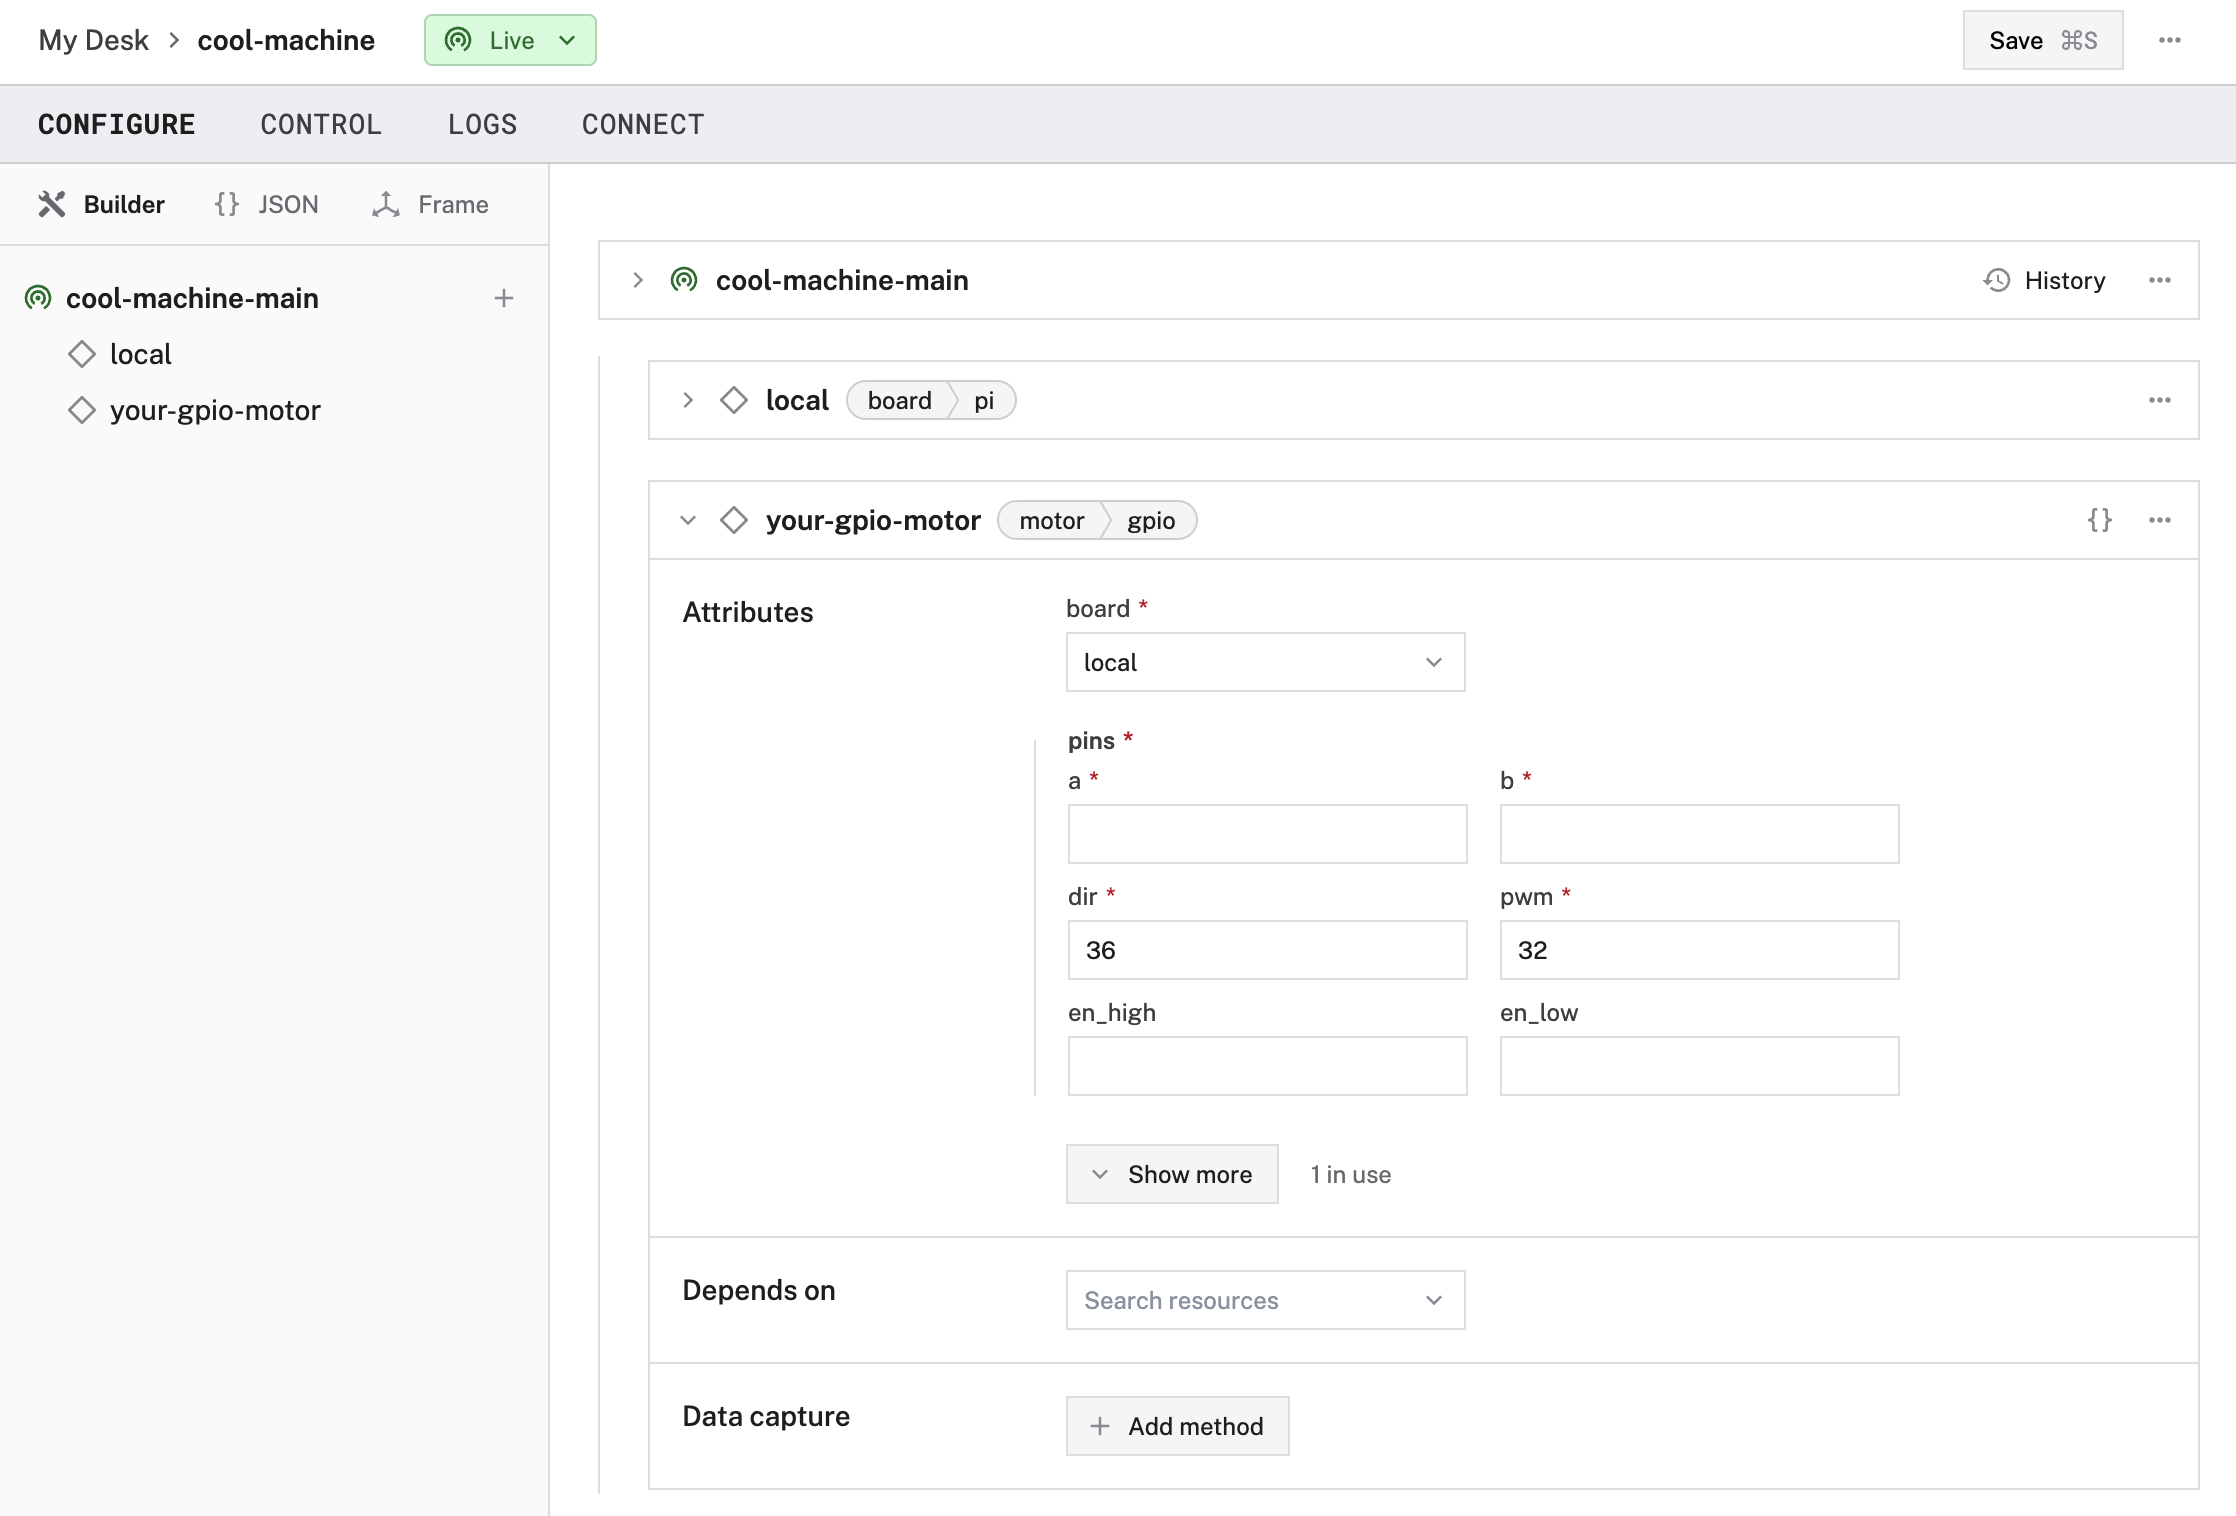 My Desk > cool-machine Live Save ⌘S ...
CONFIGURE CONTROL LOGS CONNECT
Builder {} JSON Frame
cool-machine-main +
local
your-gpio-motor
cool-machine-main History ...
local board pi ...
your-gpio-motor motor gpio {} ...
Attributes
board *
local
pins *
a * b *
dir * pwm *
36 32
en_high en_low
Show more 1 in use
Depends on Search resources
Data capture + Add method